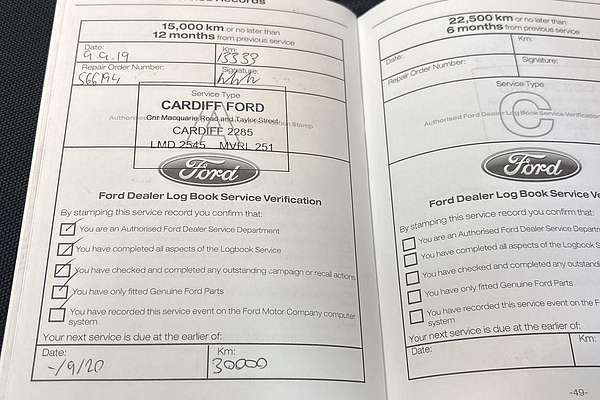 Records
15,000 km or no later than
12 months from previous service
Date:
9.9.19
Km:
13333
Repair Order Number:
S66194
Signature:
Service Type
A
CARDIFF FORD
Cnr Macquarie Road and Taylor Street
CARDIFF 2285
LMD 2545 MVRL 251
Ford
Ford Dealer Log Book Service Verification
By stamping this service record you confirm that:
You are an Authorised Ford Dealer Service Department
You have completed all aspects of the Logbook Service
You have checked and completed any outstanding campaign or recall actions
You have only fitted Genuine Ford Parts
You have recorded this service event on the Ford Motor Company computer
system
Your next service is due at the earlier of:
Date:
-/9/20
Km:
30000
22,500 km or no later than
6 months from previous service
Date:
Km:
Repair Order Number:
Signature:
Service Type
C
Authorised Ford Dealer Log Book Service Verification
Ford
Ford Dealer Log Book Service Ve
By stamping this service record you confirm that:
You are an Authorised Ford Dealer Service Departm
You have completed all aspects of the Logbook S
You have checked and completed any outstandi
You have only fitted Genuine Ford Parts
You have recorded this service event on the F
system
Your next service is due at the earlier of:
Date:
Km:
-49-